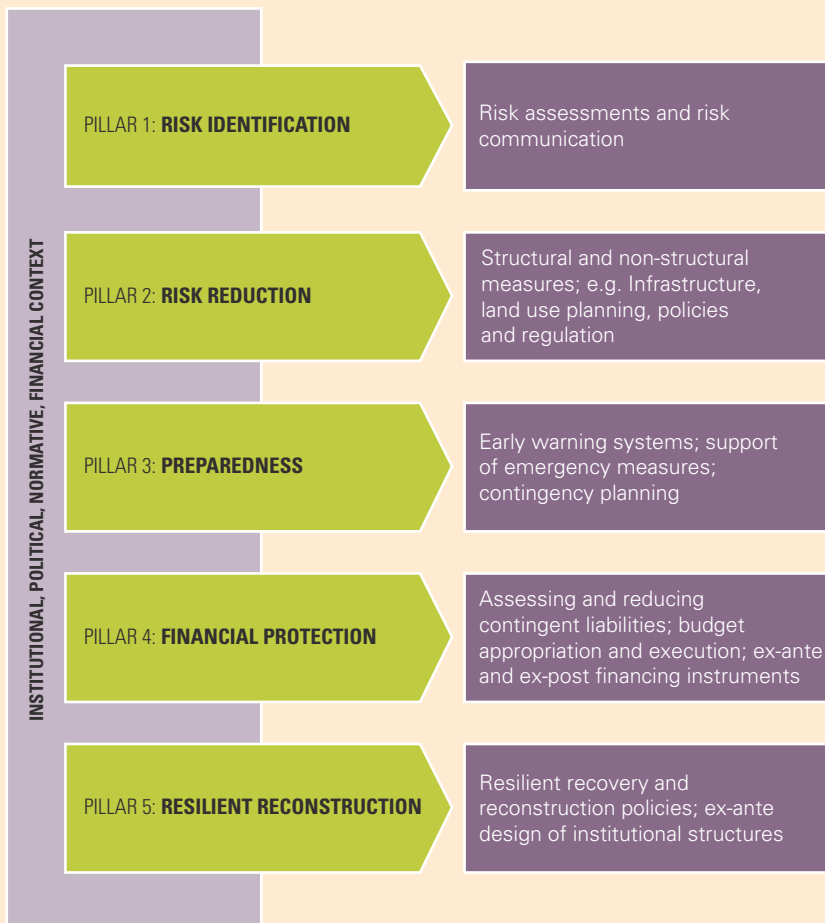 INSTITUTIONAL, POLITICAL, NORMATIVE, FINANCIAL CONTEXT
PILLAR 1: RISK IDENTIFICATION
Risk assessments and risk
communication
PILLAR 2: RISK REDUCTION
Structural and non-structural
measures; e.g. Infrastructure,
land use planning, policies
and regulation
PILLAR 3: PREPAREDNESS
Early warning systems; support
of emergency measures;
contingency planning
PILLAR 4: FINANCIAL PROTECTION
Assessing and reducing
contingent liabilities; budget
appropriation and execution; ex-ante
and ex-post financing instruments
PILLAR 5: RESILIENT RECONSTRUCTION
Resilient recovery and
reconstruction policies; ex-ante
design of institutional structures